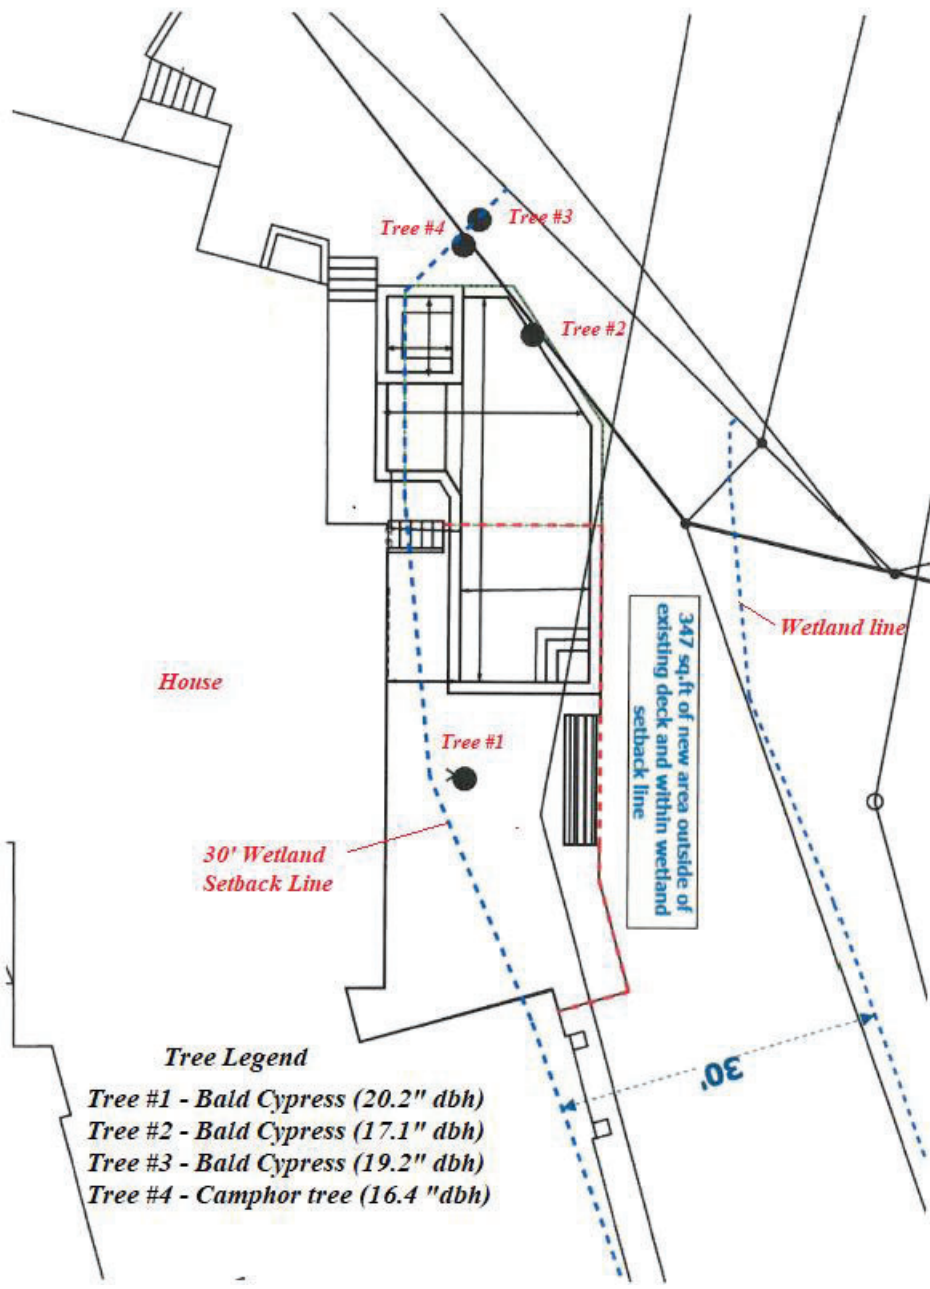 Tree #4
Tree #3
Tree #2
Wetland line
347 sq.ft of new area outside of
existing deck and within wetland
setback line
House
Tree #1
30' Wetland
Setback Line
30'
Tree Legend
Tree #1 - Bald Cypress (20.2" dbh)
Tree #2 - Bald Cypress (17.1" dbh)
Tree #3 - Bald Cypress (19.2" dbh)
Tree #4 - Camphor tree (16.4 "dbh)